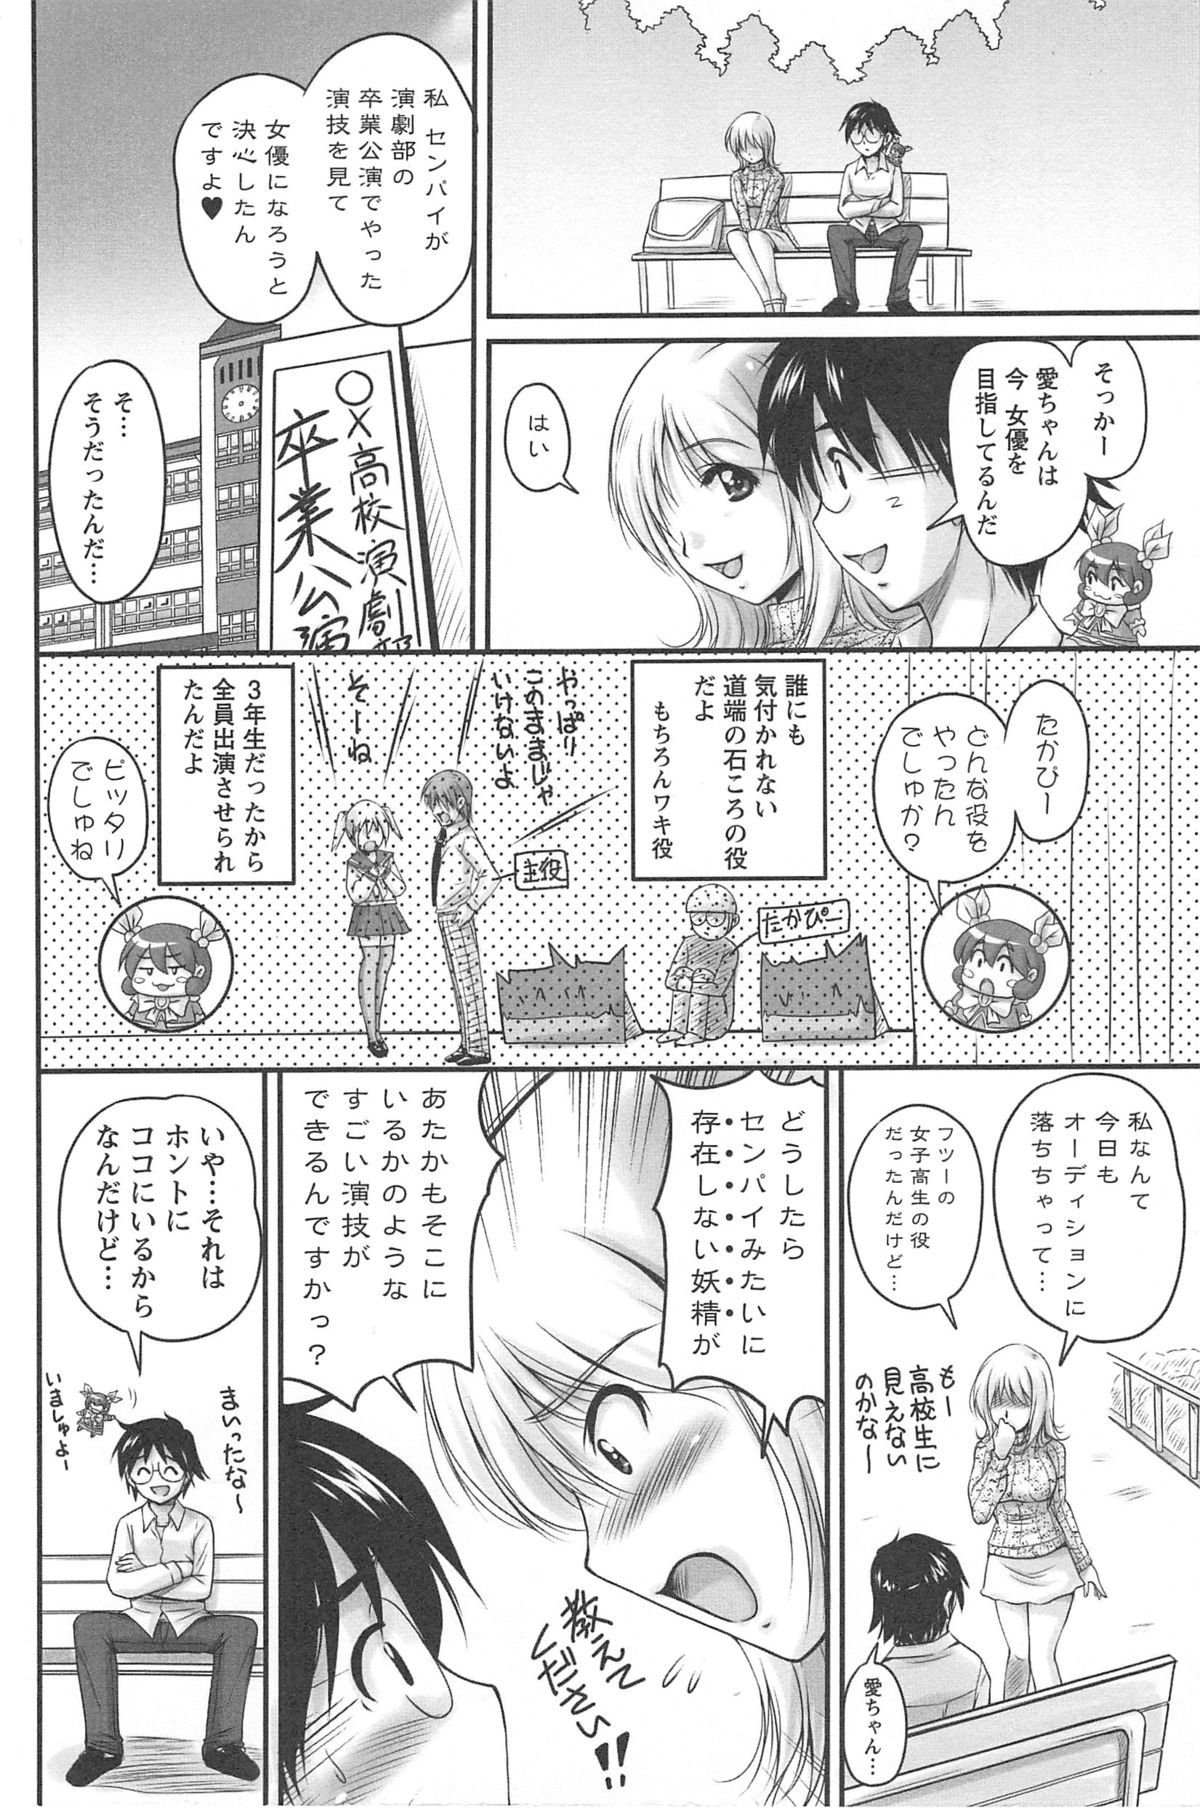 そっかー
愛ちゃんは
今 女優を
目指してるんだ
はい
私 センパイが
演劇部の
卒業公演でやった
演技を見て
女優になろうと
決心したん
ですよ♥
○×高校演劇部
卒業公演
そ…
そうだったんだ…
たかぴー
どんな役を
やったん
でしゅか？
誰にも
気付かれない
道端の石ころの役
だよ
もちろんワキ役
たかぴー
主役
やっぱり
このままじゃ
いけないよ
そーね
3年生だったから
全員出演させられ
たんだよ
ピッタリ
でしゅね
私なんて
今日も
オーディションに
落ちちゃって…
フツーの
女子高生の役
だったんだけど…
もー
高校生に
見えない
のかな～
愛ちゃん…
どうしたら
センパイみたいに
存在しない妖精が
あたかもそこに
いるかのような
すごい演技が
できるんですかっ？
教えて
ください!!
いや…それは
ホントに
ココにいるから
なんだけど…
まいったな～
いましゅよー